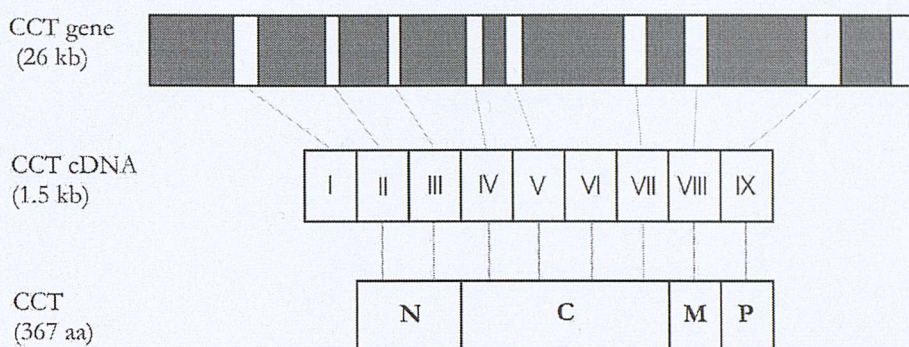 CCT gene
(26 kb)
CCT cDNA
(1.5 kb)
I II III IV V VI VII VIII IX
CCT
(367 aa)
N C M P